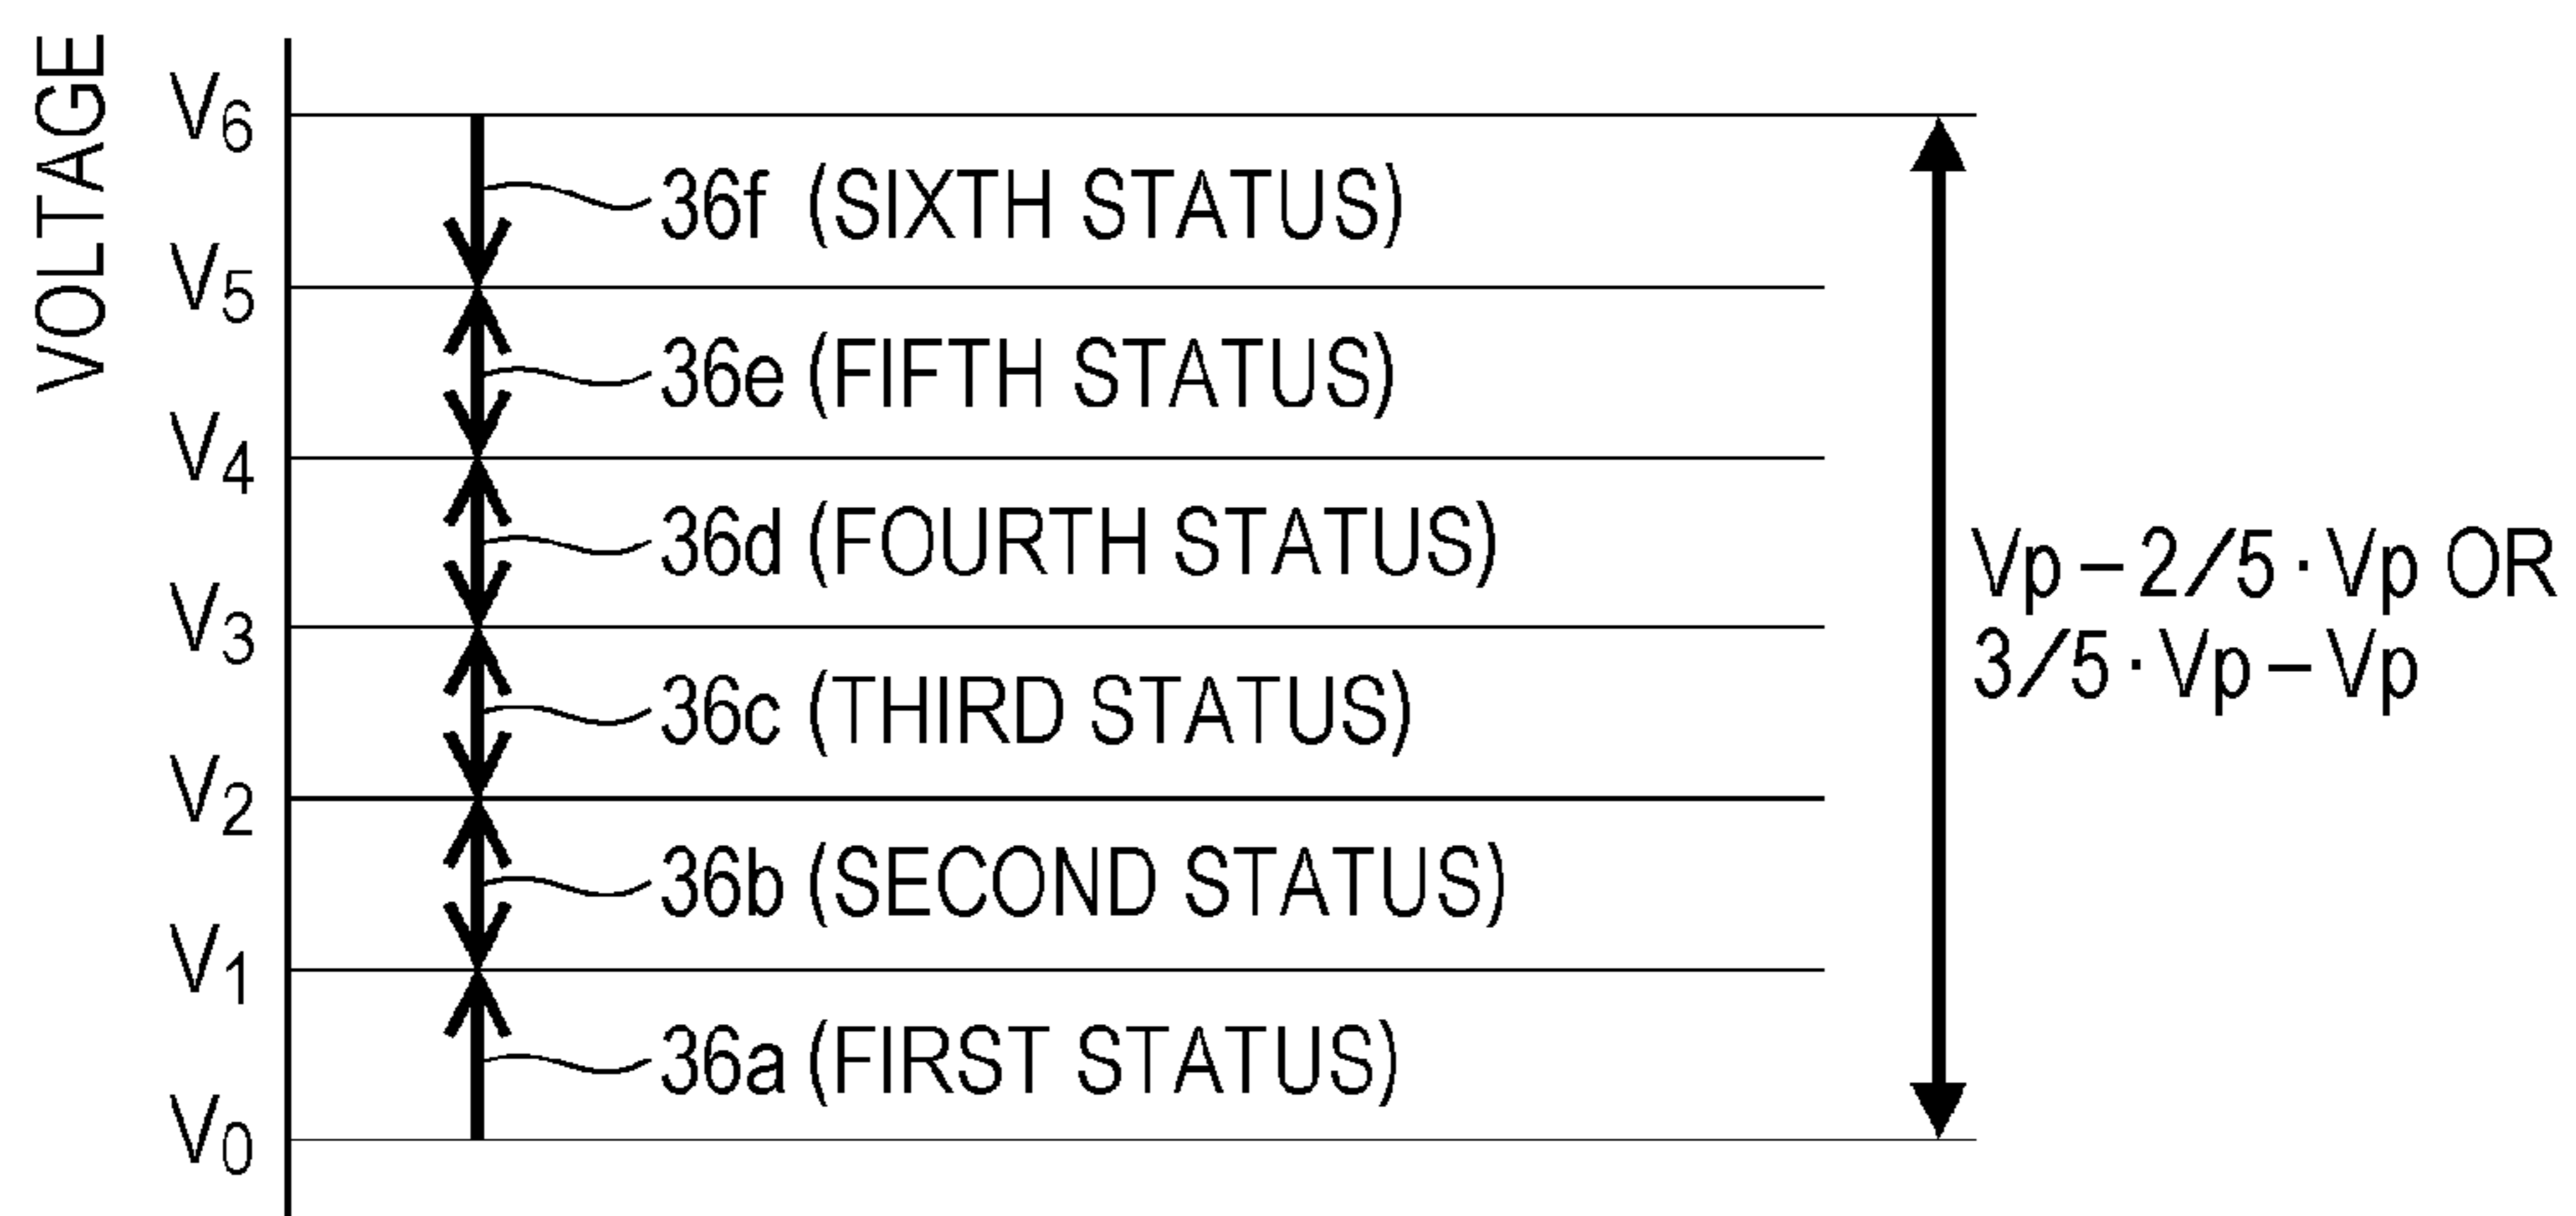 VOLTAGE
V6
36f (SIXTH STATUS)
V5
36e (FIFTH STATUS)
V4
36d (FOURTH STATUS)
V3
36c (THIRD STATUS)
V2
36b (SECOND STATUS)
V1
36a (FIRST STATUS)
V0
Vp – 2/5 · Vp OR
3/5 · Vp – Vp